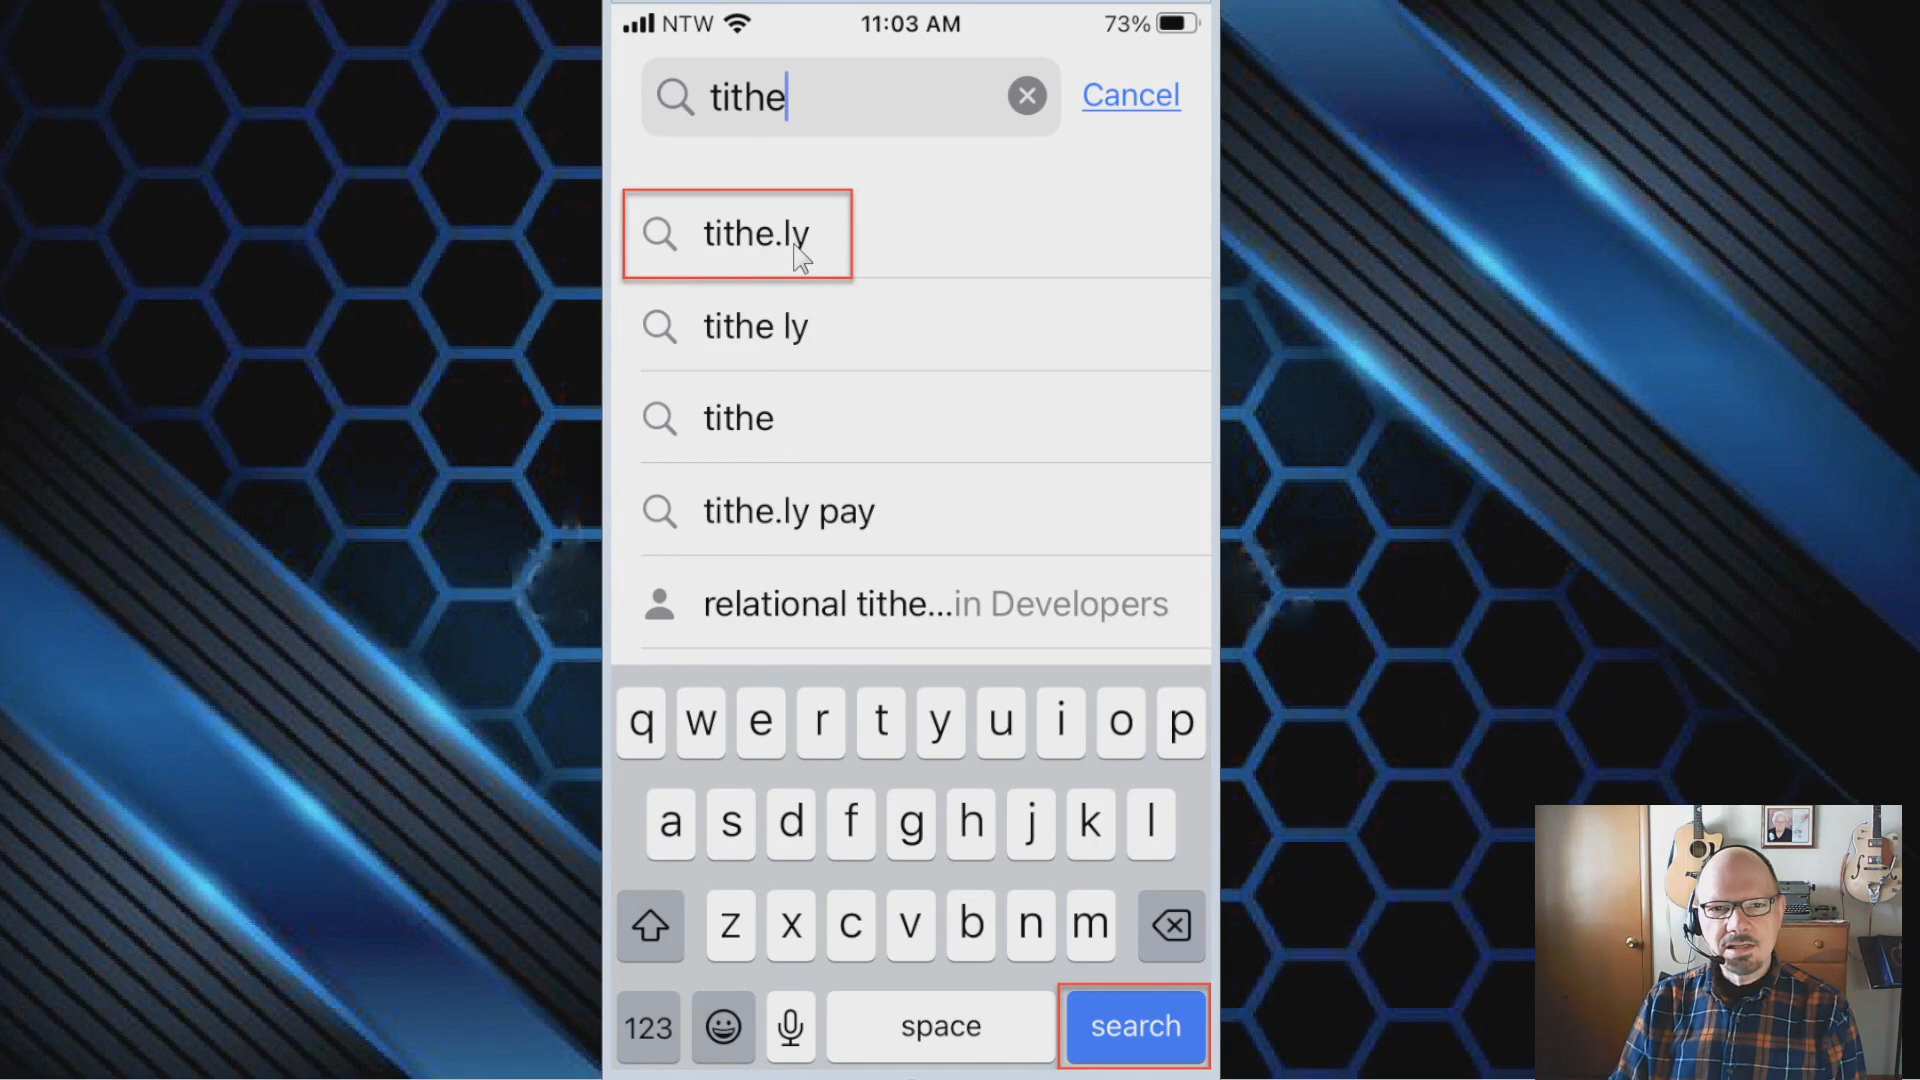 NTW 11:03 AM 73%
tithe Cancel
tithe.ly
tithe ly
tithe
tithe.ly pay
relational tithe...in Developers
q w e r t y u i o p
a s d f g h j k l
z x c v b n m
123 space search